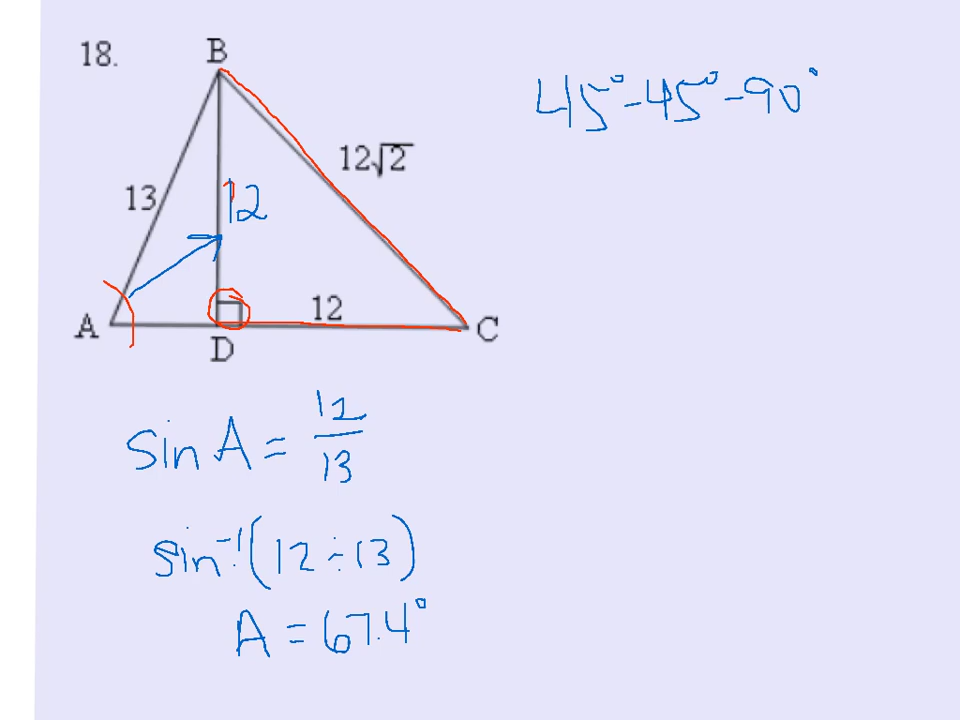 18.
B
45°-45°-90°
12√2
13
12
12
A
D
C
sin A = 12/13
sin⁻¹(12÷13)
A = 67.4°